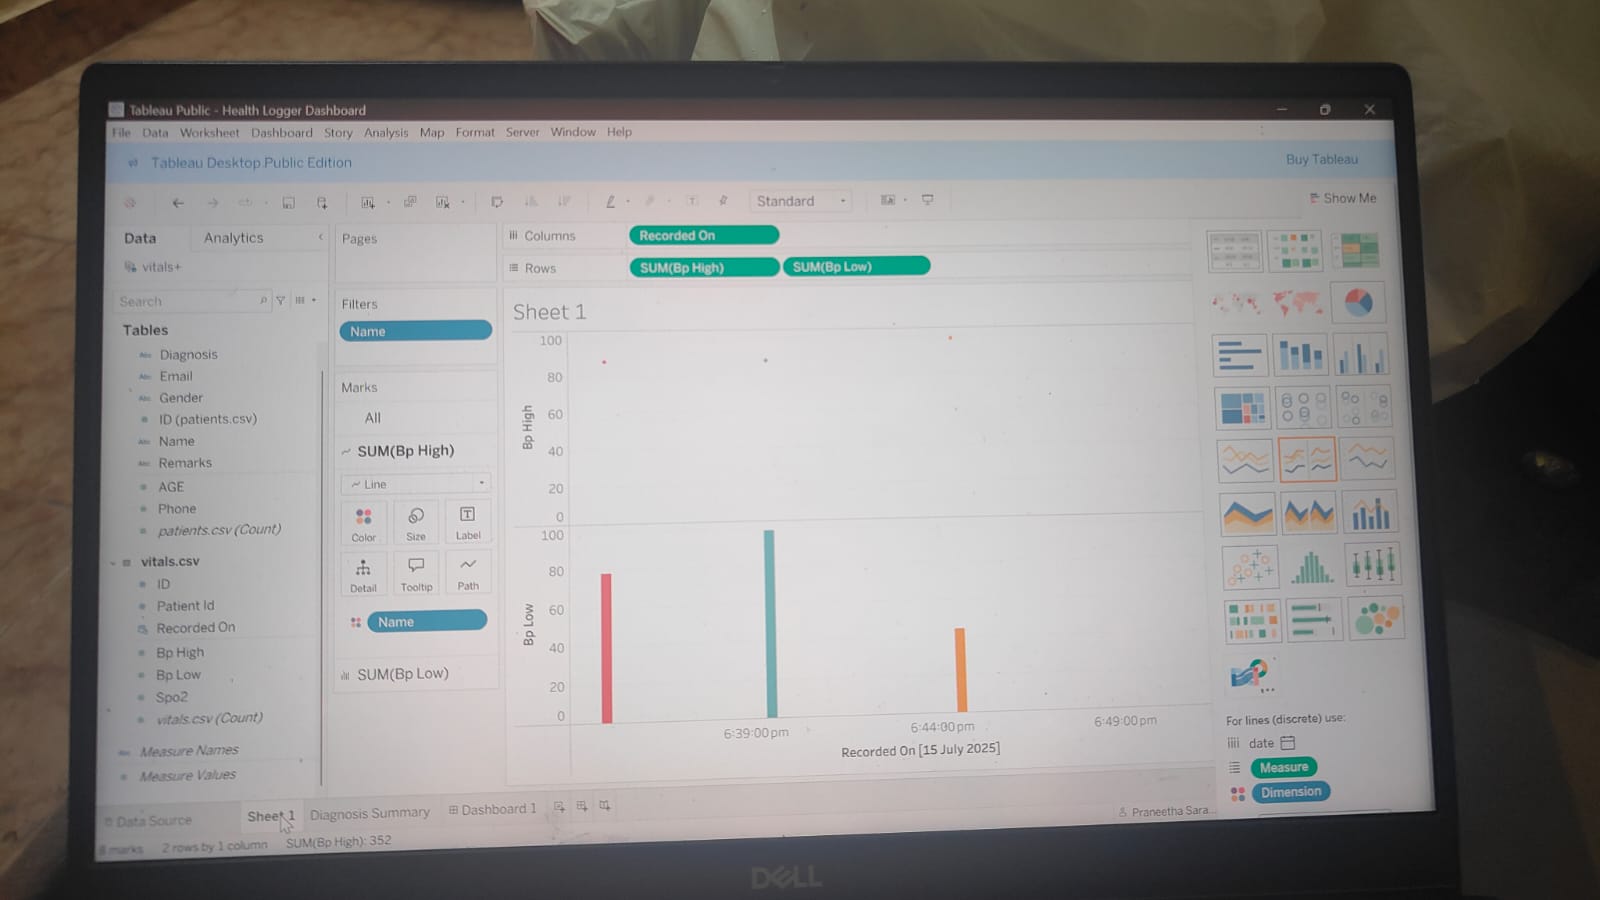 Tableau Public - Health Logger Dashboard
File Data Worksheet Dashboard Story Analysis Map Format Server Window Help
Tableau Desktop Public Edition
Buy Tableau
Standard
Show Me
Data Analytics
vitals+
Search
Tables
Abc Diagnosis
Abc Email
Abc Gender
ID (patients.csv)
Abc Name
Abc Remarks
AGE
Phone
patients.csv (Count)
vitals.csv
ID
Patient Id
Recorded On
Bp High
Bp Low
Spo2
vitals.csv (Count)
Abc Measure Names
Measure Values
Pages
Filters
Name
Marks
All
SUM(Bp High)
Line
Color Size Label
Detail Tooltip Path
Name
SUM(Bp Low)
Columns Recorded On
Rows SUM(Bp High) SUM(Bp Low)
Sheet 1
100
80
60
40
20
0
Bp High
100
80
60
40
20
0
Bp Low
6:39:00 pm 6:44:00 pm 6:49:00 pm
Recorded On [15 July 2025]
For lines (discrete) use:
date
Measure
Dimension
Data Source Sheet 1 Diagnosis Summary Dashboard 1
Praneetha Sara...
8 marks 2 rows by 1 column SUM(Bp High): 352
DELL